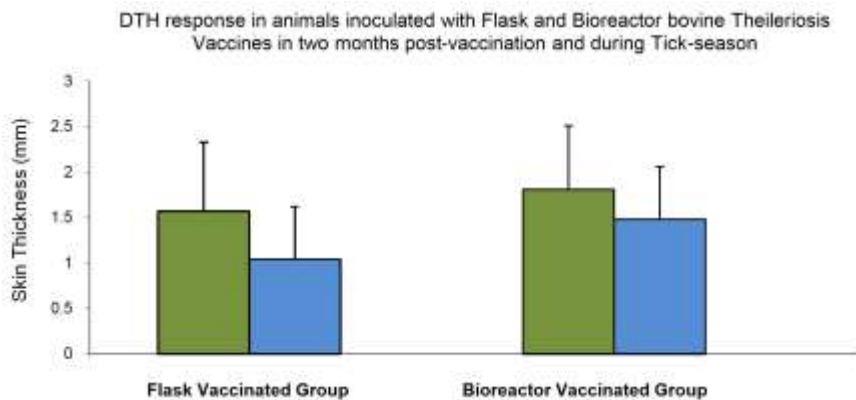 DTH response in animals inoculated with Flask and Bioreactor bovine Theileriosis
Vaccines in two months post-vaccination and during Tick-season
Skin Thickness (mm)
3
2.5
2
1.5
1
0.5
0
Flask Vaccinated Group
Bioreactor Vaccinated Group